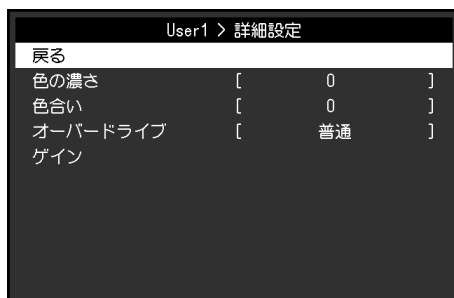 User1 > 詳細設定
戻る
色の濃さ [ 0 ]
色合い [ 0 ]
オーバードライブ [ 普通 ]
ゲイン